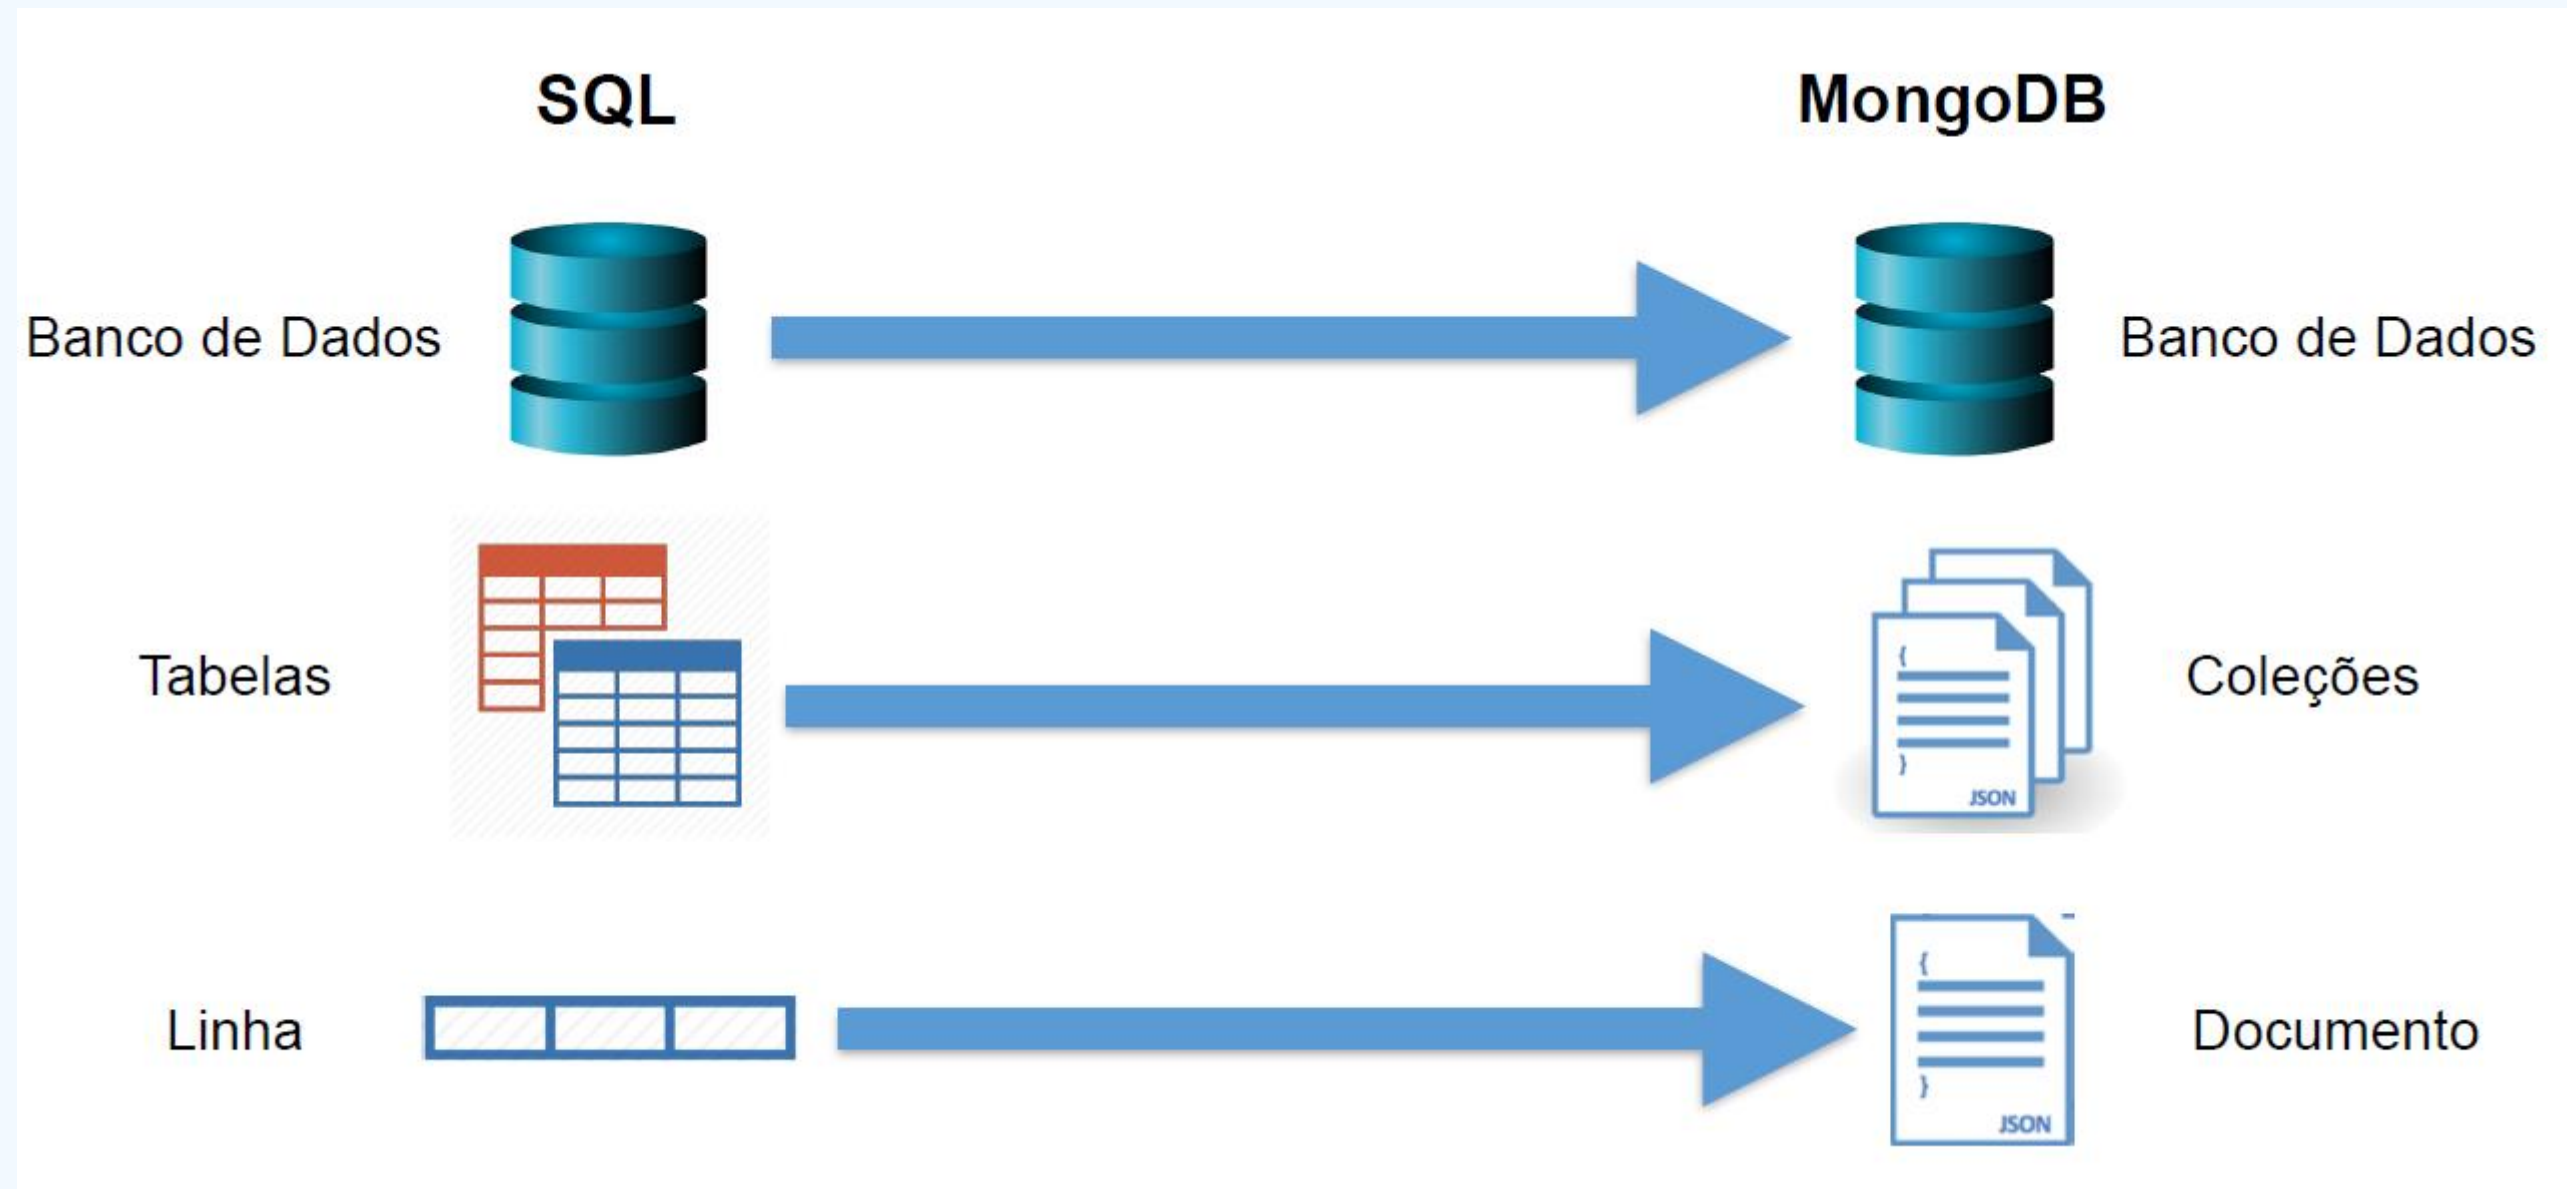 SQL
MongoDB
Banco de Dados
Banco de Dados
Tabelas
{
}
JSON
Coleções
Linha
{
}
JSON
Documento